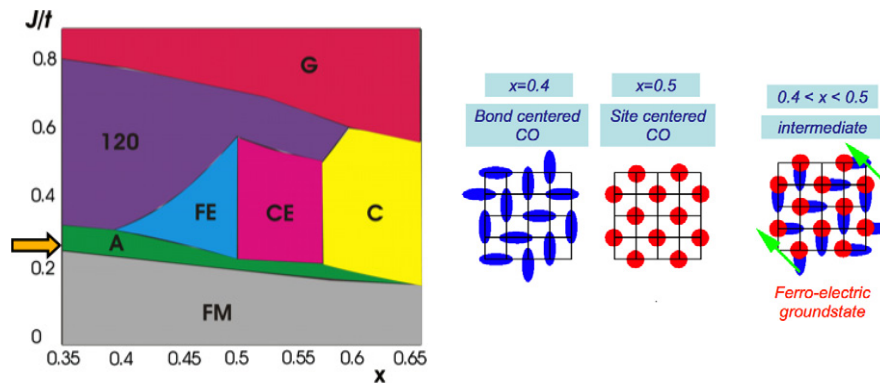 J/t
0.8
0.6
0.4
0.2
0
G
120
FE
CE
C
A
FM
0.35
0.4
0.5
0.55
0.6
0.65
x
x=0.4
Bond centered
CO
x=0.5
Site centered
CO
0.4 < x < 0.5
intermediate
Ferro-electric
groundstate